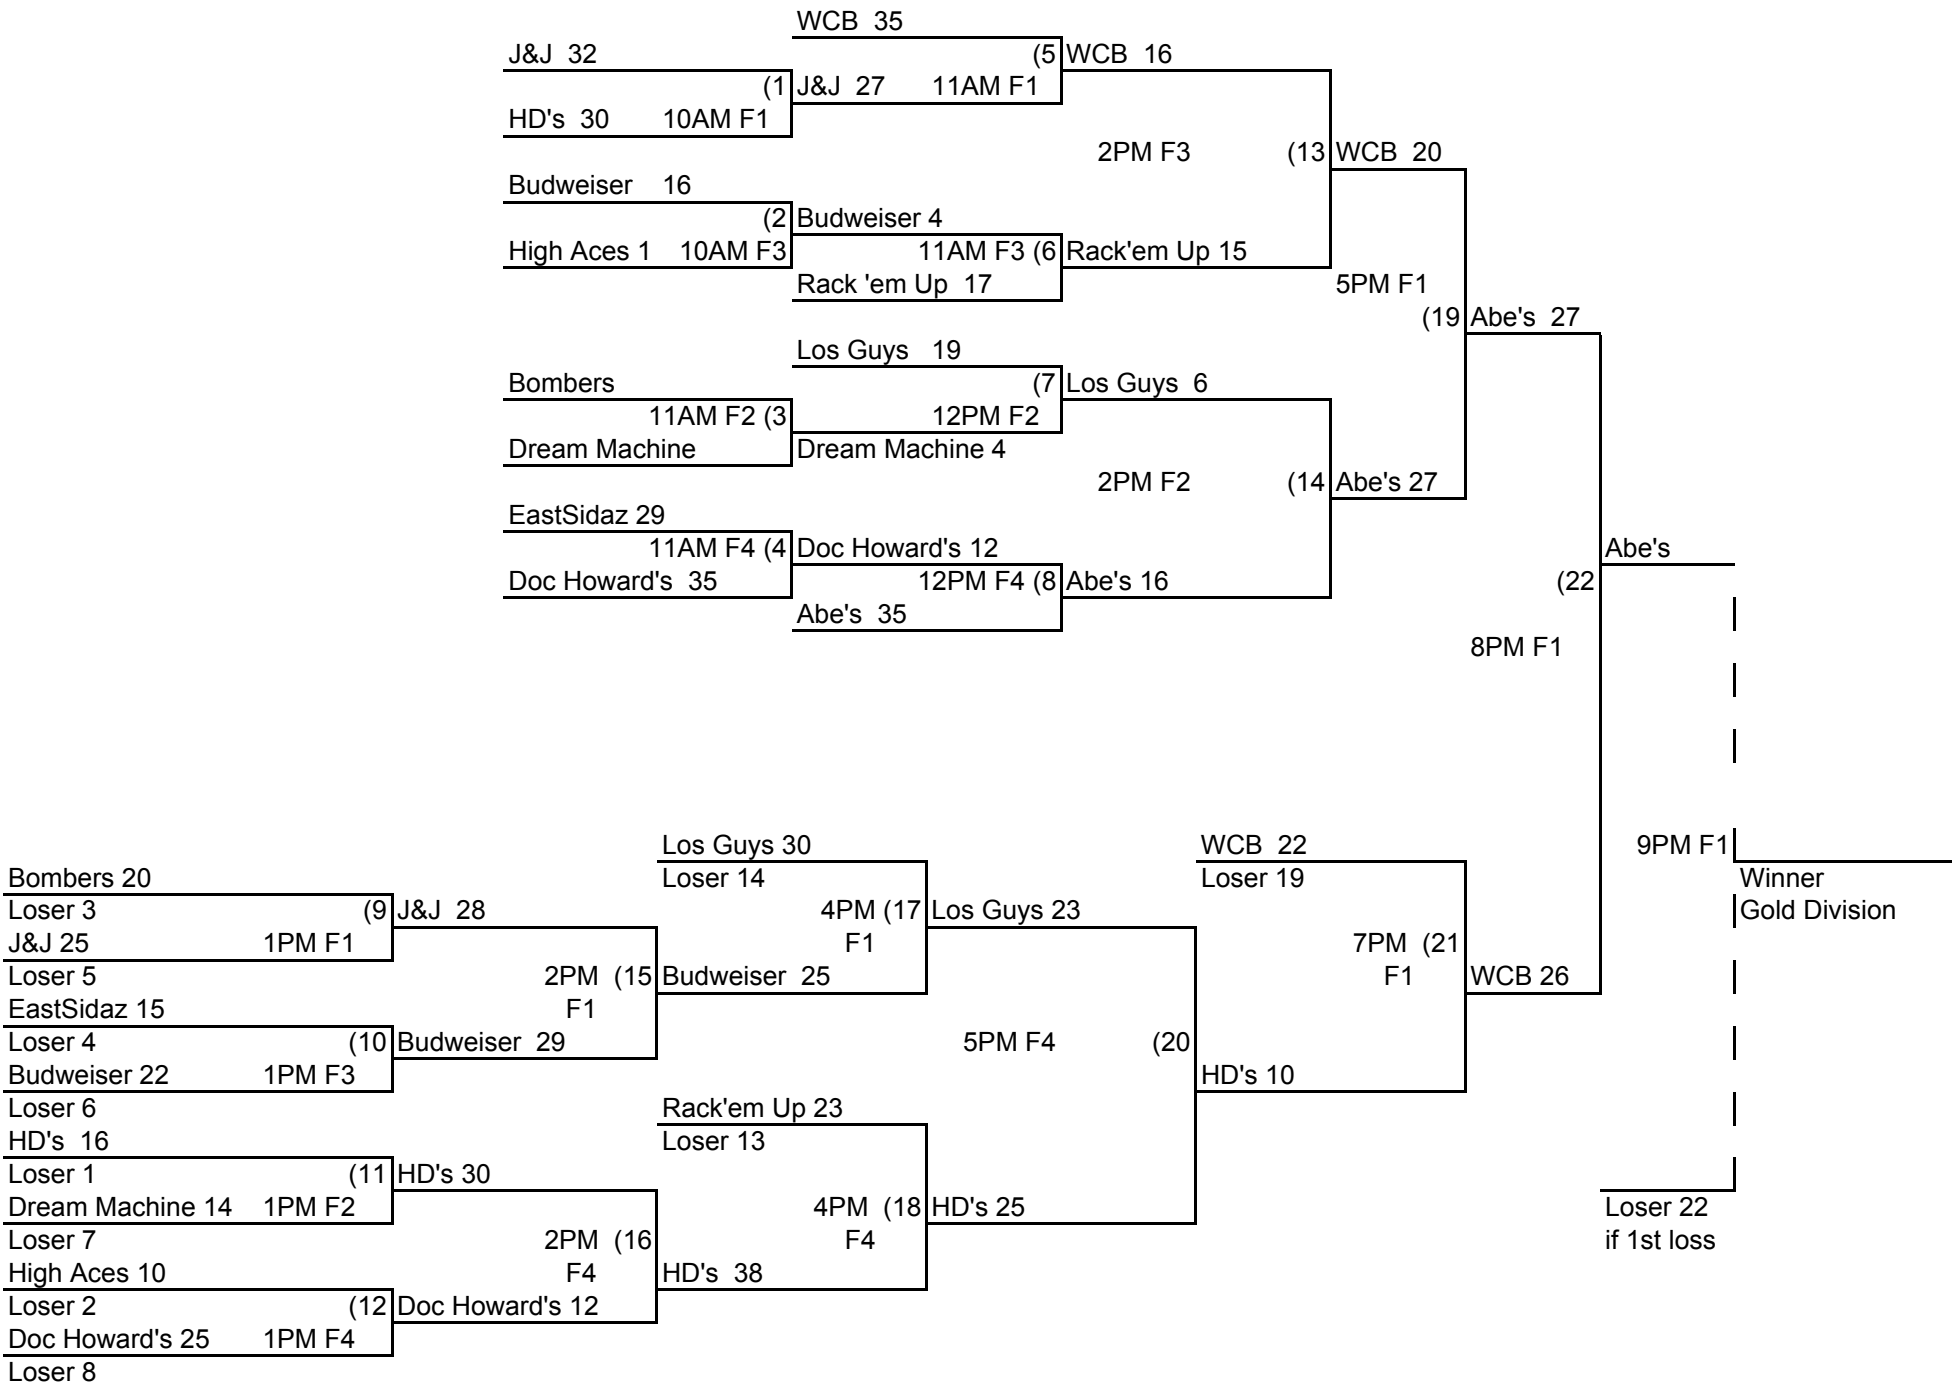 WCB 35
J&J 32 (5 WCB 16
(1 J&J 27 11AM F1
HD's 30 10AM F1
2PM F3 (13 WCB 20
Budweiser 16
(2 Budweiser 4
High Aces 1 10AM F3 11AM F3 (6 Rack'em Up 15
Rack 'em Up 17 5PM F1
(19 Abe's 27
Los Guys 19
Bombers (7 Los Guys 6
11AM F2 (3 12PM F2
Dream Machine Dream Machine 4
2PM F2 (14 Abe's 27
EastSidaz 29
11AM F4 (4 Doc Howard's 12 Abe's
Doc Howard's 35 12PM F4 (8 Abe's 16 (22
Abe's 35
8PM F1
Los Guys 30 WCB 22 9PM F1
Bombers 20 Loser 14 Loser 19 Winner
Loser 3 (9 J&J 28 4PM (17 Los Guys 23 Gold Division
J&J 25 1PM F1 F1 7PM (21
Loser 5 2PM (15 Budweiser 25 F1 WCB 26
EastSidaz 15 F1
Loser 4 (10 Budweiser 29 5PM F4 (20
Budweiser 22 1PM F3 HD's 10
Loser 6 Rack'em Up 23
HD's 16 Loser 13
Loser 1 (11 HD's 30
Dream Machine 14 1PM F2 4PM (18 HD's 25 Loser 22
Loser 7 2PM (16 F4 if 1st loss
High Aces 10 F4 HD's 38
Loser 2 (12 Doc Howard's 12
Doc Howard's 25 1PM F4
Loser 8